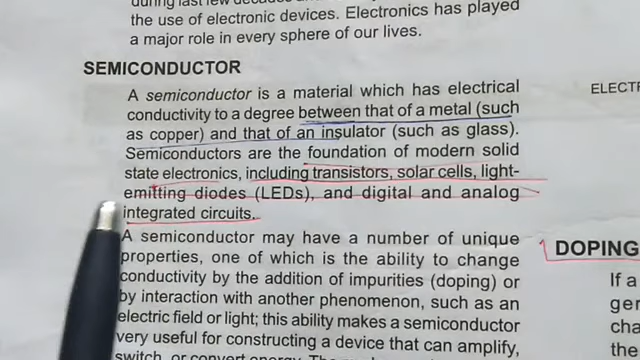 the use of electronic devices. Electronics has played
a major role in every sphere of our lives.
SEMICONDUCTOR
A semiconductor is a material which has electrical
conductivity to a degree between that of a metal (such
as copper) and that of an insulator (such as glass).
Semiconductors are the foundation of modern solid
state electronics, including transistors, solar cells, light-
emitting diodes (LEDs), and digital and analog
integrated circuits.
A semiconductor may have a number of unique
properties, one of which is the ability to change
conductivity by the addition of impurities (doping) or
by interaction with another phenomenon, such as an
electric field or light; this ability makes a semiconductor
very useful for constructing a device that can amplify,
switch, or convert energy. The
ELECTR
DOPING
If a
ger
cha
the